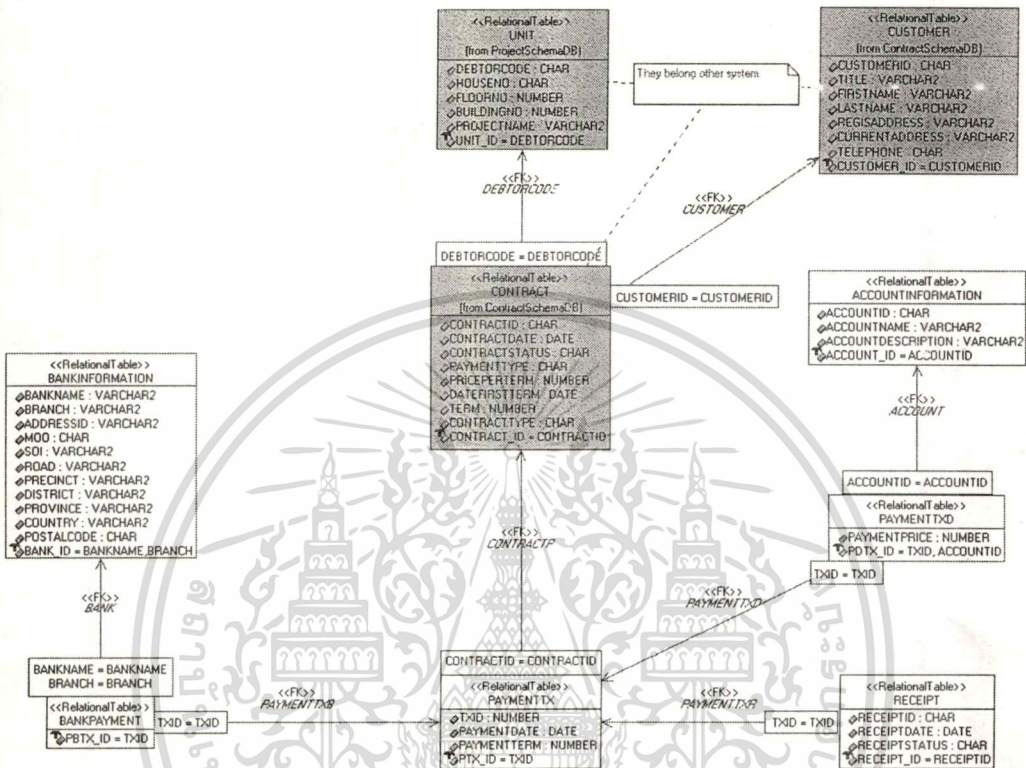 <<RelationalTable>>
UNIT
(from ProjectSchemaDB)
DEBTORCODE : CHAR
HOUSENO : CHAR
FLOORNO : NUMBER
BUILDINGNO : NUMBER
PROJECTNAME : VARCHAR2
UNIT_ID = DEBTORCODE
They belong other system.
<<RelationalTable>>
CUSTOMER
(from ContractSchemaDB)
CUSTOMERID : CHAR
TITLE : VARCHAR2
FIRSTNAME : VARCHAR2
LASTNAME : VARCHAR2
REGISADDRESS : VARCHAR2
CURRENTADDRESS : VARCHAR2
TELEPHONE : CHAR
CUSTOMER_ID = CUSTOMERID
<<FK>>
DEBTORCODE
<<FK>>
CUSTOMER
DEBTORCODE = DEBTORCODE
CUSTOMERID = CUSTOMERID
<<RelationalTable>>
CONTRACT
(from ContractSchemaDB)
CONTRACTID : CHAR
CONTRACTDATE : DATE
CONTRACTSTATUS : CHAR
PAYMENTTYPE : CHAR
PRICEPERTERM : NUMBER
DATEFIRSTTERM : DATE
TERM : NUMBER
CONTRACTTYPE : CHAR
CONTRACT_ID = CONTRACTID
<<RelationalTable>>
ACCOUNTINFORMATION
ACCOUNTID : CHAR
ACCOUNTNAME : VARCHAR2
ACCOUNTDESCRIPTION : VARCHAR2
ACCOUNT_ID = ACCOUNTID
<<RelationalTable>>
BANKINFORMATION
BANKNAME : VARCHAR2
BRANCH : VARCHAR2
ADDRESSID : VARCHAR2
MOO : CHAR
SOI : VARCHAR2
ROAD : VARCHAR2
PRECINCT : VARCHAR2
DISTRICT : VARCHAR2
PROVINCE : VARCHAR2
COUNTRY : VARCHAR2
POSTALCODE : CHAR
BANK_ID = BANKNAME,BRANCH
<<FK>>
ACCOUNT
ACCOUNTID = ACCOUNTID
<<RelationalTable>>
PAYMENTTXD
PAYMENTPRICE : NUMBER
PDTX_ID = TXID, ACCOUNTID
TXID = TXID
<<FK>>
CONTRACTP
<<FK>>
PAYMENTTXD
<<FK>>
BANK
BANKNAME = BANKNAME
BRANCH = BRANCH
<<RelationalTable>>
BANKPAYMENT
PBTX_ID = TXID
TXID = TXID
<<FK>>
PAYMENTTXB
CONTRACTID = CONTRACTID
<<RelationalTable>>
PAYMENTTX
TXID : NUMBER
PAYMENTDATE : DATE
PAYMENTTERM : NUMBER
PTX_ID = TXID
<<FK>>
PAYMENTTXR
TXID = TXID
<<RelationalTable>>
RECEIPT
RECEIPTID : CHAR
RECEIPTDATE : DATE
RECEIPTSTATUS : CHAR
RECEIPT_ID = RECEIPTID